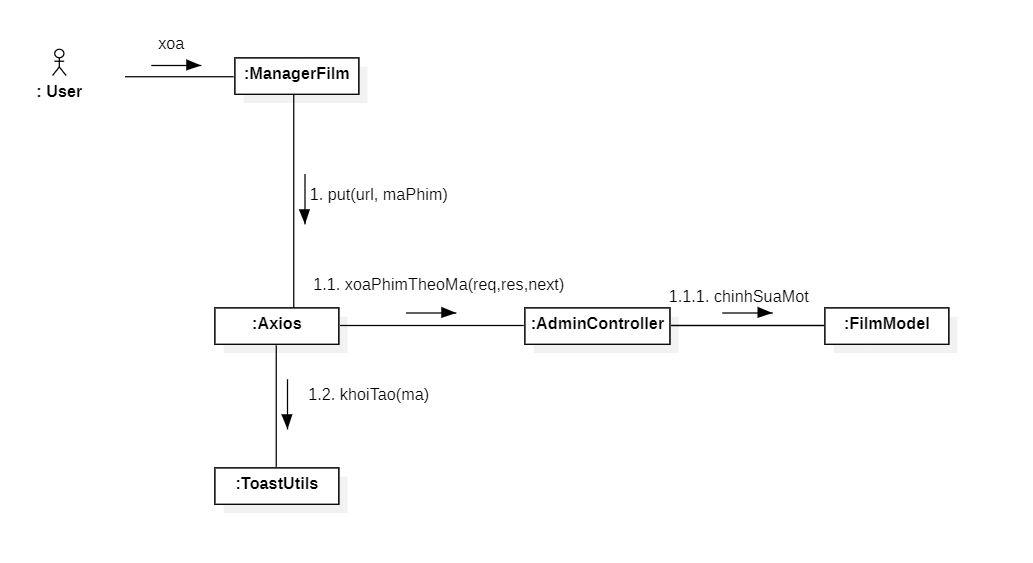 xoa
:ManagerFilm
: User
1. put(url, maPhim)
1.1. xoaPhimTheoMa(req,res,next)
1.1.1. chinhSuaMot
:Axios
:AdminController
:FilmModel
1.2. khoiTao(ma)
:ToastUtils